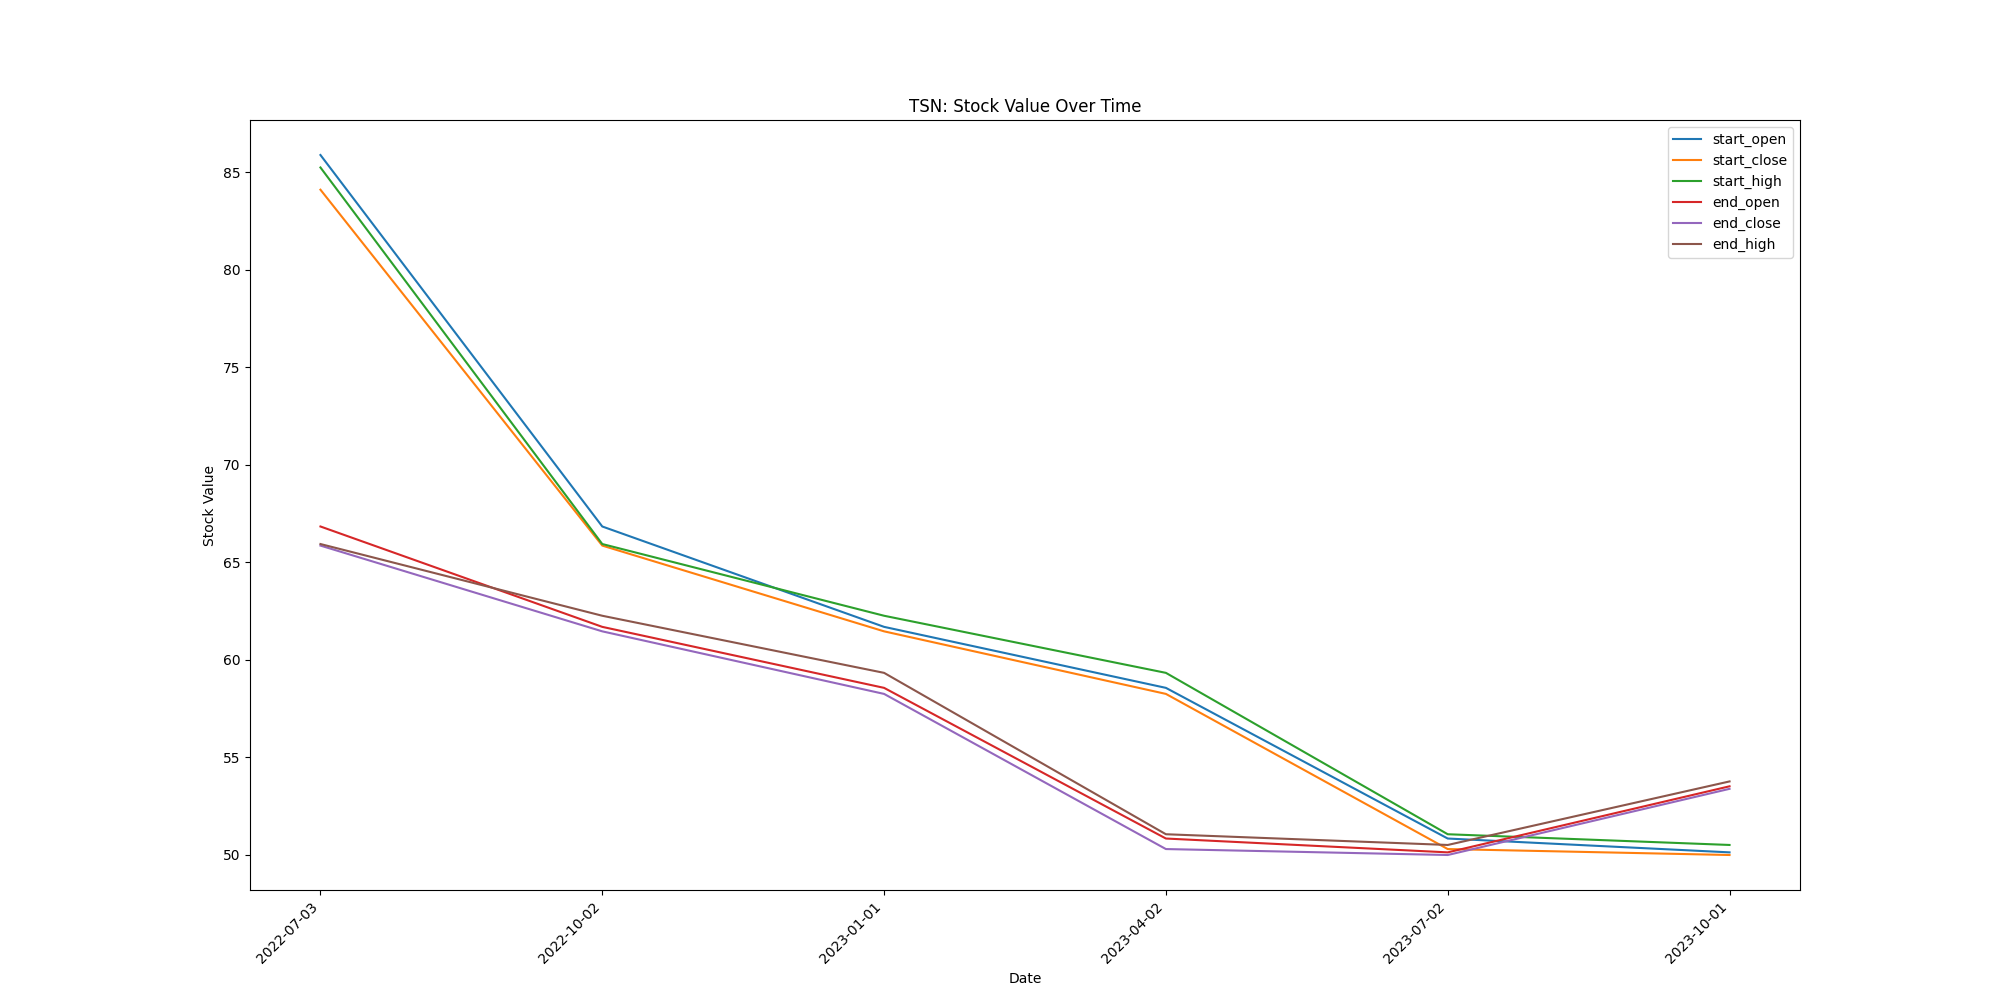 TSN: Stock Value Over Time
start_open
start_close
start_high
end_open
end_close
end_high
Stock Value
85
80
75
70
65
60
55
50
2022-07-03
2022-10-02
2023-01-01
2023-04-02
2023-07-02
2023-10-01
Date